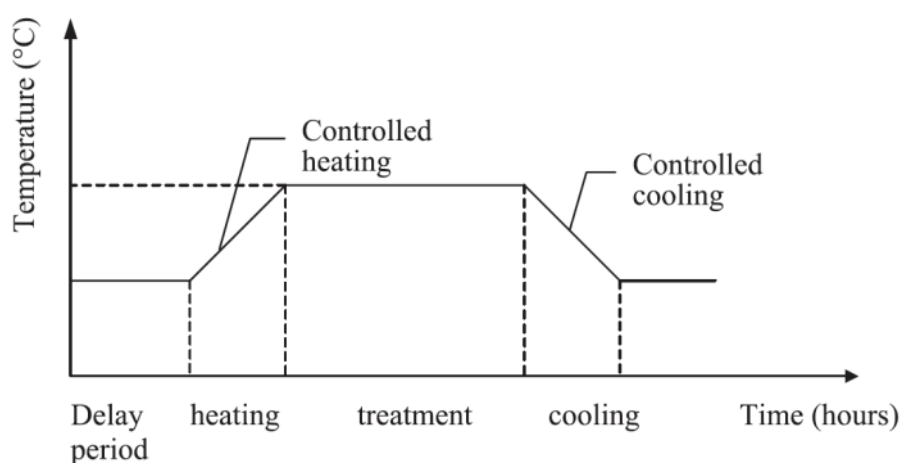 Temperature (°C)
Controlled
heating
Controlled
cooling
Delay
period
heating
treatment
cooling
Time (hours)